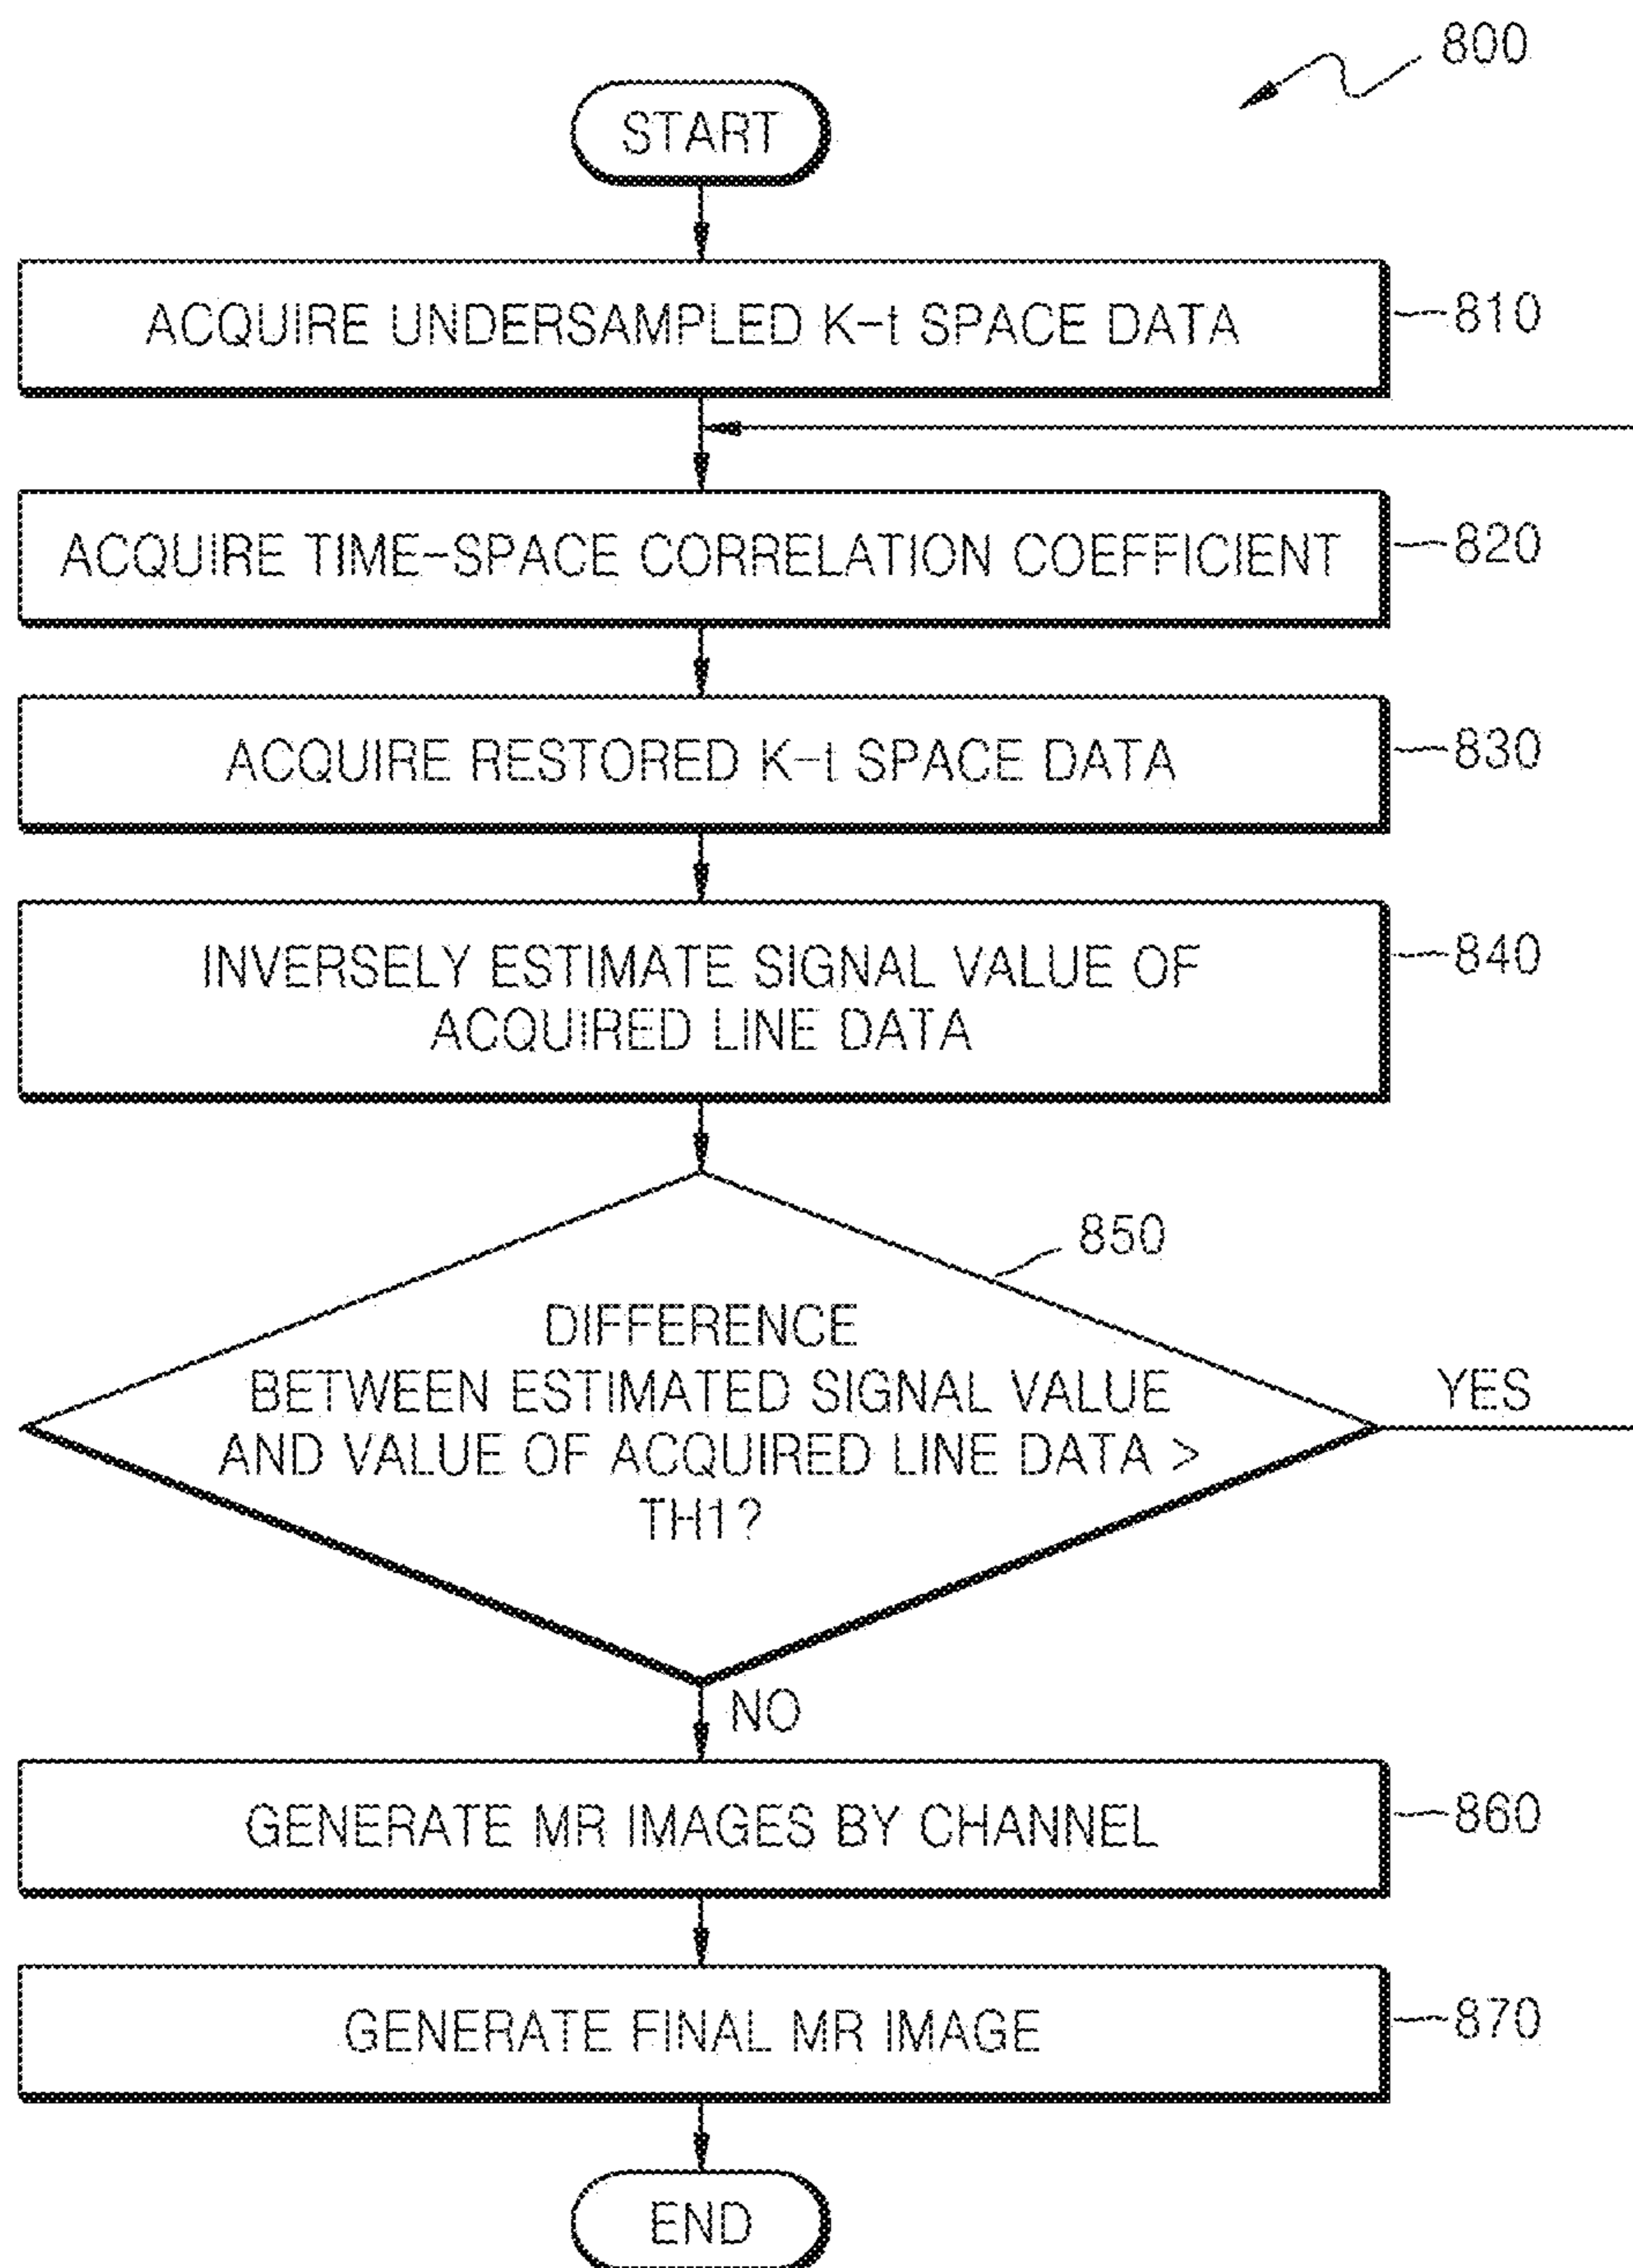 800
START
ACQUIRE UNDERSAMPLED K-t SPACE DATA
810
ACQUIRE TIME-SPACE CORRELATION COEFFICIENT
820
ACQUIRE RESTORED K-t SPACE DATA
830
INVERSELY ESTIMATE SIGNAL VALUE OF
ACQUIRED LINE DATA
840
850
DIFFERENCE
BETWEEN ESTIMATED SIGNAL VALUE
AND VALUE OF ACQUIRED LINE DATA >
TH1?
YES
NO
GENERATE MR IMAGES BY CHANNEL
860
GENERATE FINAL MR IMAGE
870
END